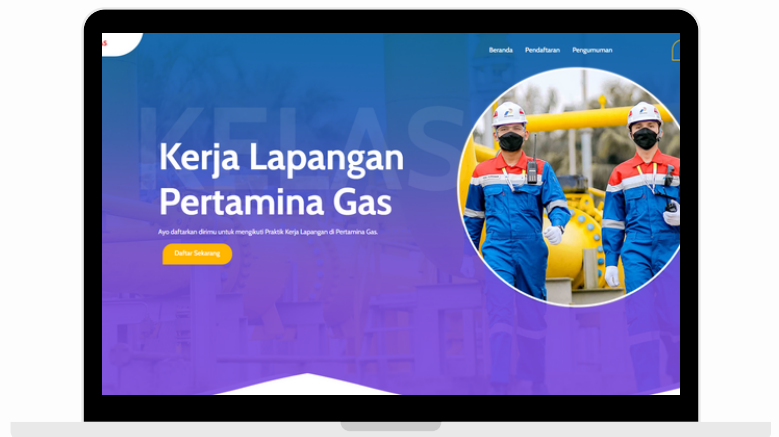 Beranda Pendaftaran Pengumuman
KELAS
Kerja Lapangan
Pertamina Gas
Ayo daftarkan dirimu untuk mengikuti Praktik Kerja Lapangan di Pertamina Gas.
Daftar Sekarang